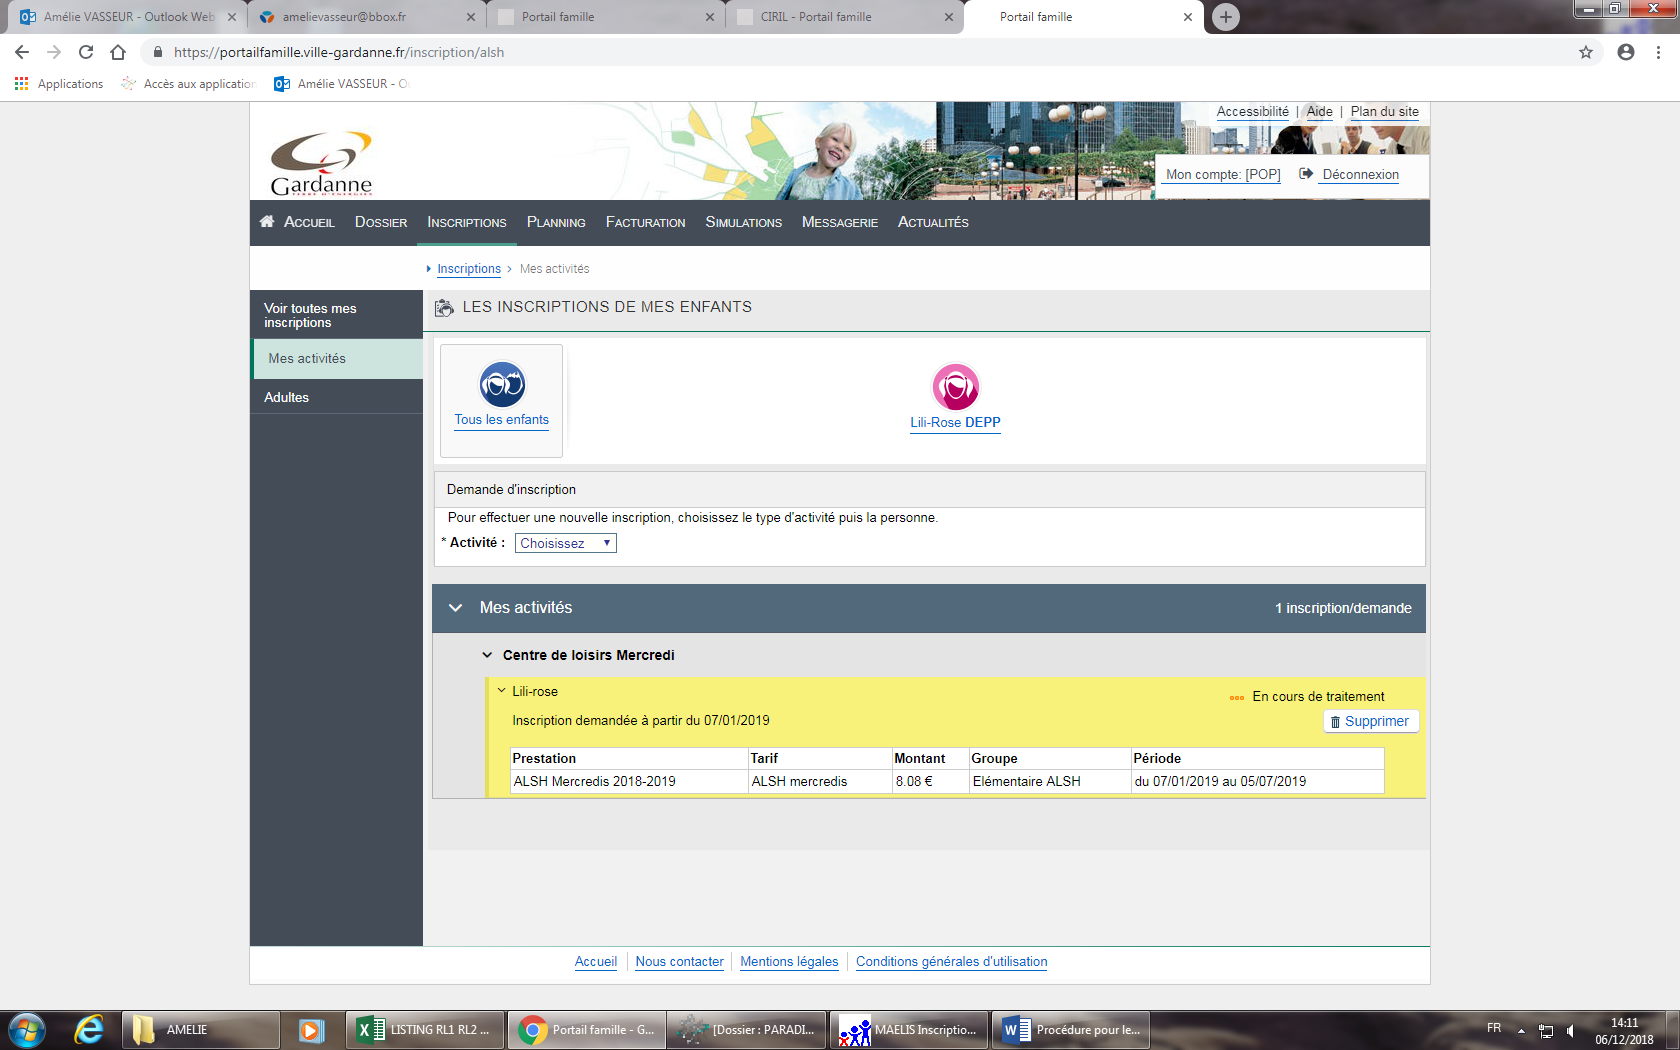 Amélie VASSEUR - Outlook Web
amelievasseur@bbox.fr
Portail famille
CIRIL - Portail famille
Portail famille
https://portailfamille.ville-gardanne.fr/inscription/alsh
Applications
Accès aux application
Amélie VASSEUR - Ou
Accessibilité | Aide | Plan du site
Gardanne
TERRE D'ÉNERGIES
Mon compte: [POP]
Déconnexion
ACCUEIL
DOSSIER
INSCRIPTIONS
PLANNING
FACTURATION
SIMULATIONS
MESSAGERIE
ACTUALITÉS
Inscriptions > Mes activités
Voir toutes mes
inscriptions
Mes activités
Adultes
LES INSCRIPTIONS DE MES ENFANTS
Tous les enfants
Lili-Rose DEPP
Demande d'inscription
Pour effectuer une nouvelle inscription, choisissez le type d'activité puis la personne.
* Activité : Choisissez
Mes activités
1 inscription/demande
Centre de loisirs Mercredi
Lili-rose
En cours de traitement
Inscription demandée à partir du 07/01/2019
Supprimer
Prestation Tarif Montant Groupe Période
ALSH Mercredis 2018-2019 ALSH mercredis 8.08 € Elémentaire ALSH du 07/01/2019 au 05/07/2019
Accueil
Nous contacter
Mentions légales
Conditions générales d'utilisation
AMELIE
LISTING RL1 RL2 ...
Portail famille - G...
[Dossier : PARADI...
MAELIS Inscriptio...
Procédure pour le...
FR
14:11
06/12/2018